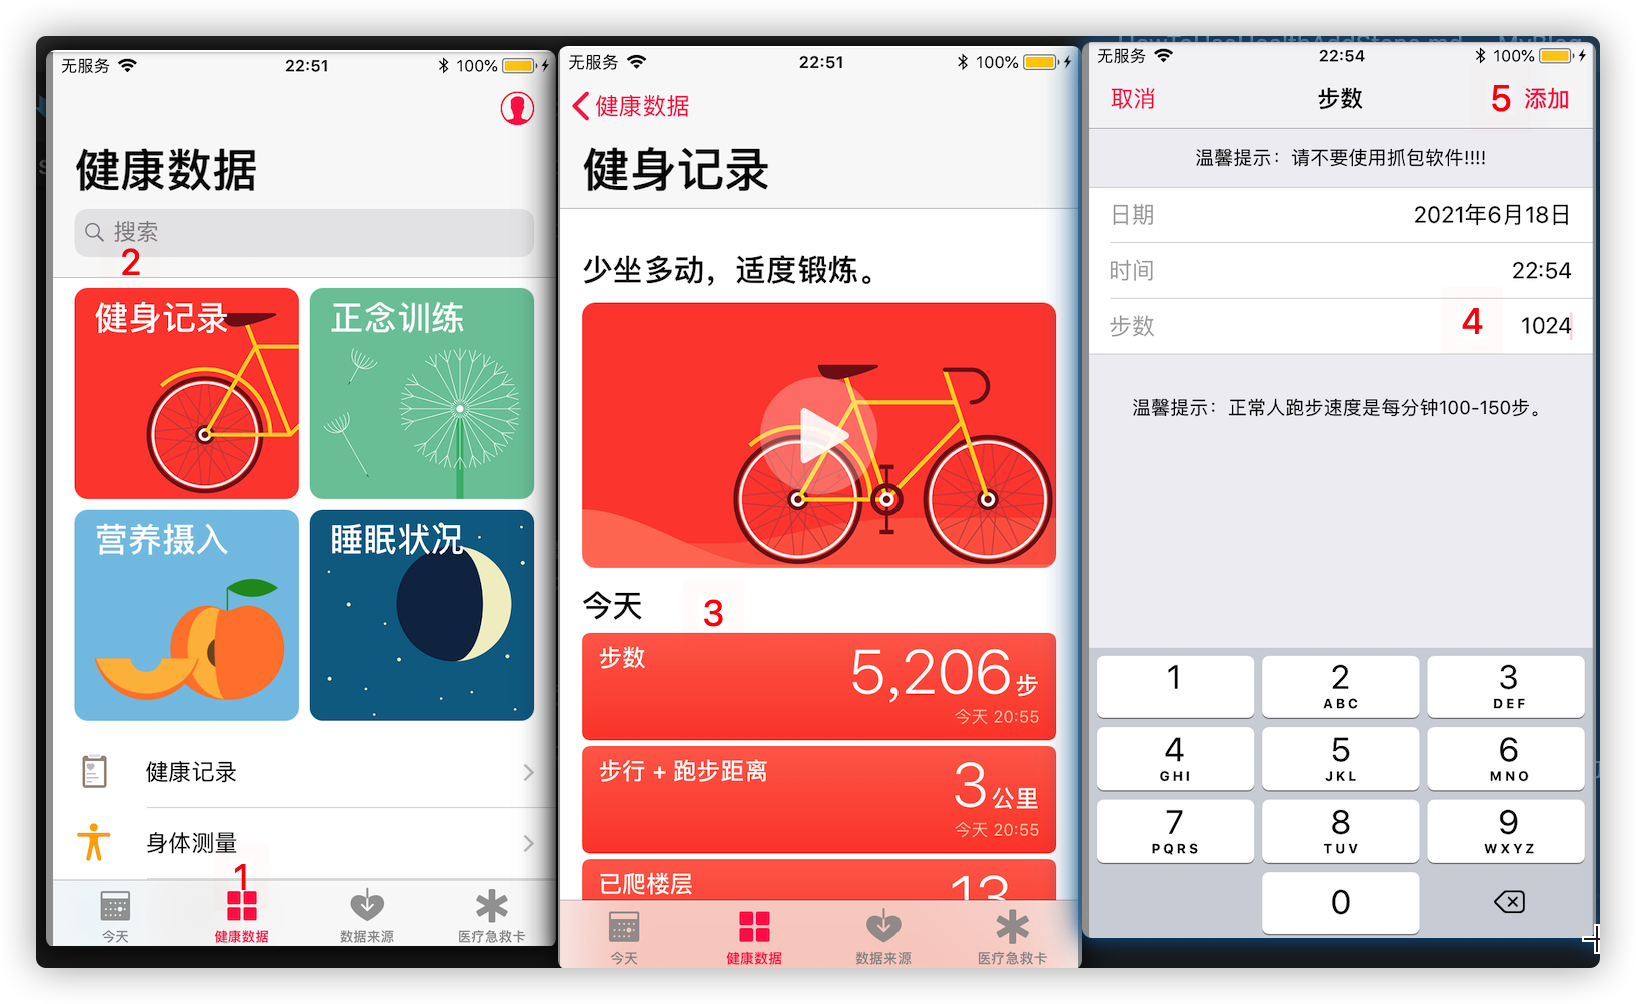 无服务
22:51
100%
健康数据
搜索
2
健身记录
正念训练
营养摄入
睡眠状况
健康记录
身体测量
1
今天
健康数据
数据来源
医疗急救卡
无服务
22:51
100%
健康数据
健身记录
少坐多动，适度锻炼。
今天
3
步数
5,206步
今天 20:55
步行 + 跑步距离
3公里
今天 20:55
已爬楼层
13
今天
健康数据
数据来源
医疗急救卡
无服务
22:54
100%
取消
步数
5
添加
温馨提示：请不要使用抓包软件!!!!
日期
2021年6月18日
时间
22:54
步数
4
1024
温馨提示：正常人跑步速度是每分钟100-150步。
1
2
ABC
3
DEF
4
GHI
5
JKL
6
MNO
7
PQRS
8
TUV
9
WXYZ
0